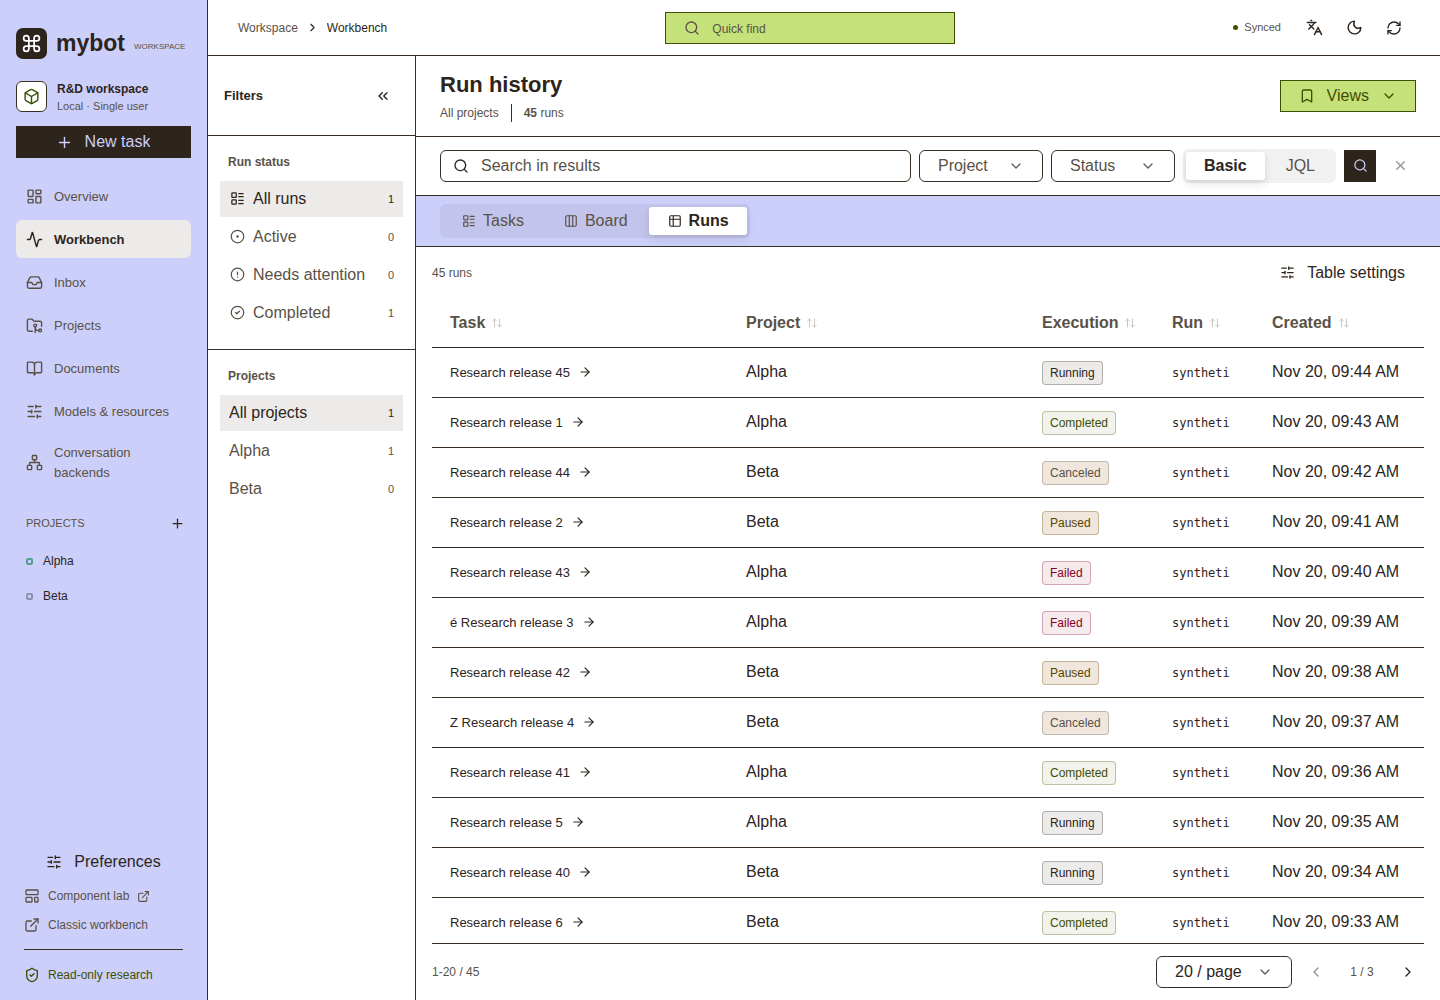 mybot WORKSPACE
R&D workspace
Local · Single user
New task
Overview
Workbench
Inbox
Projects
Documents
Models & resources
Conversation
backends
PROJECTS
Alpha
Beta
Preferences
Component lab
Classic workbench
Read-only research
Workspace Workbench
Quick find
Synced
Filters
Run status
All runs 1
Active 0
Needs attention 0
Completed 1
Projects
All projects 1
Alpha 1
Beta 0
Run history
All projects 45 runs
Views
Search in results
Project
Status
Basic JQL
Tasks Board Runs
45 runs
Table settings
Task Project Execution Run Created
Research release 45 Alpha Running syntheti Nov 20, 09:44 AM
Research release 1 Alpha Completed syntheti Nov 20, 09:43 AM
Research release 44 Beta Canceled syntheti Nov 20, 09:42 AM
Research release 2 Beta Paused syntheti Nov 20, 09:41 AM
Research release 43 Alpha Failed syntheti Nov 20, 09:40 AM
é Research release 3 Alpha Failed syntheti Nov 20, 09:39 AM
Research release 42 Beta Paused syntheti Nov 20, 09:38 AM
Z Research release 4 Beta Canceled syntheti Nov 20, 09:37 AM
Research release 41 Alpha Completed syntheti Nov 20, 09:36 AM
Research release 5 Alpha Running syntheti Nov 20, 09:35 AM
Research release 40 Beta Running syntheti Nov 20, 09:34 AM
Research release 6 Beta Completed syntheti Nov 20, 09:33 AM
1-20 / 45
20 / page
1 / 3